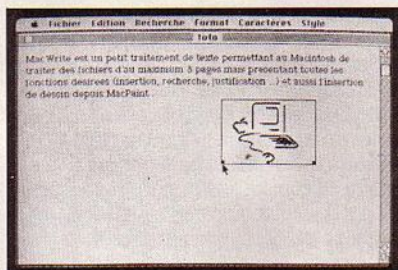 Fichier Edition Recherche Format Caractères Style
toto
MacWrite est un petit traitement de texte permettant au Macintosh de
traiter des fichiers d'au maximum 8 pages mais présentant toutes les
fonctions désirées (insertion, recherche, justification ...) et aussi l'insertion
de dessin depuis MacPaint.